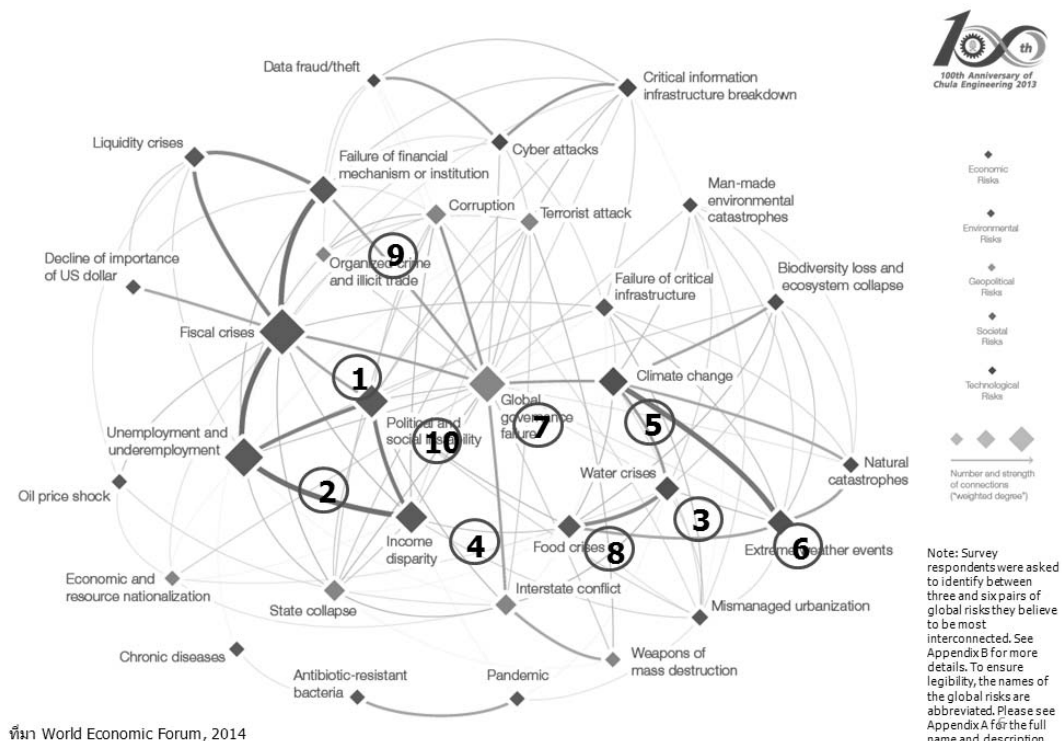 100th
100th Anniversary of
Chula Engineering 2013
Data fraud/theft
Critical information
infrastructure breakdown
Liquidity crises
Cyber attacks
Failure of financial
mechanism or institution
Man-made
environmental
catastrophes
Corruption
Terrorist attack
9
Organized crime
and illicit trade
Decline of importance
of US dollar
Failure of critical
infrastructure
Biodiversity loss and
ecosystem collapse
Fiscal crises
1
Climate change
Global
governance
failure
7
5
Political and
social instability
10
Unemployment and
underemployment
Water crises
Natural
catastrophes
Oil price shock
2
3
Income
disparity
4
Food crises
8
Extreme weather events
6
Economic and
resource nationalization
State collapse
Interstate conflict
Mismanaged urbanization
Chronic diseases
Weapons of
mass destruction
Antibiotic-resistant
bacteria
Pandemic
Economic
Risks
Environmental
Risks
Geopolitical
Risks
Societal
Risks
Technological
Risks
Number and strength
of connections
("weighted degree")
Note: Survey
respondents were asked
to identify between
three and six pairs of
global risks they believe
to be most
interconnected. See
Appendix B for more
details. To ensure
legibility, the names of
the global risks are
abbreviated. Please see
Appendix A for the full
name and description
6
ที่มา World Economic Forum, 2014